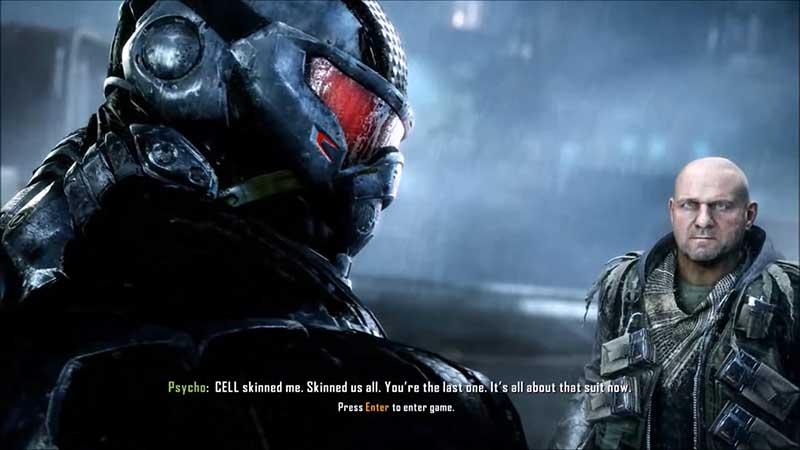 Psycho: CELL skinned me. Skinned us all. You're the last one. It's all about that suit now.
Press Enter to enter game.